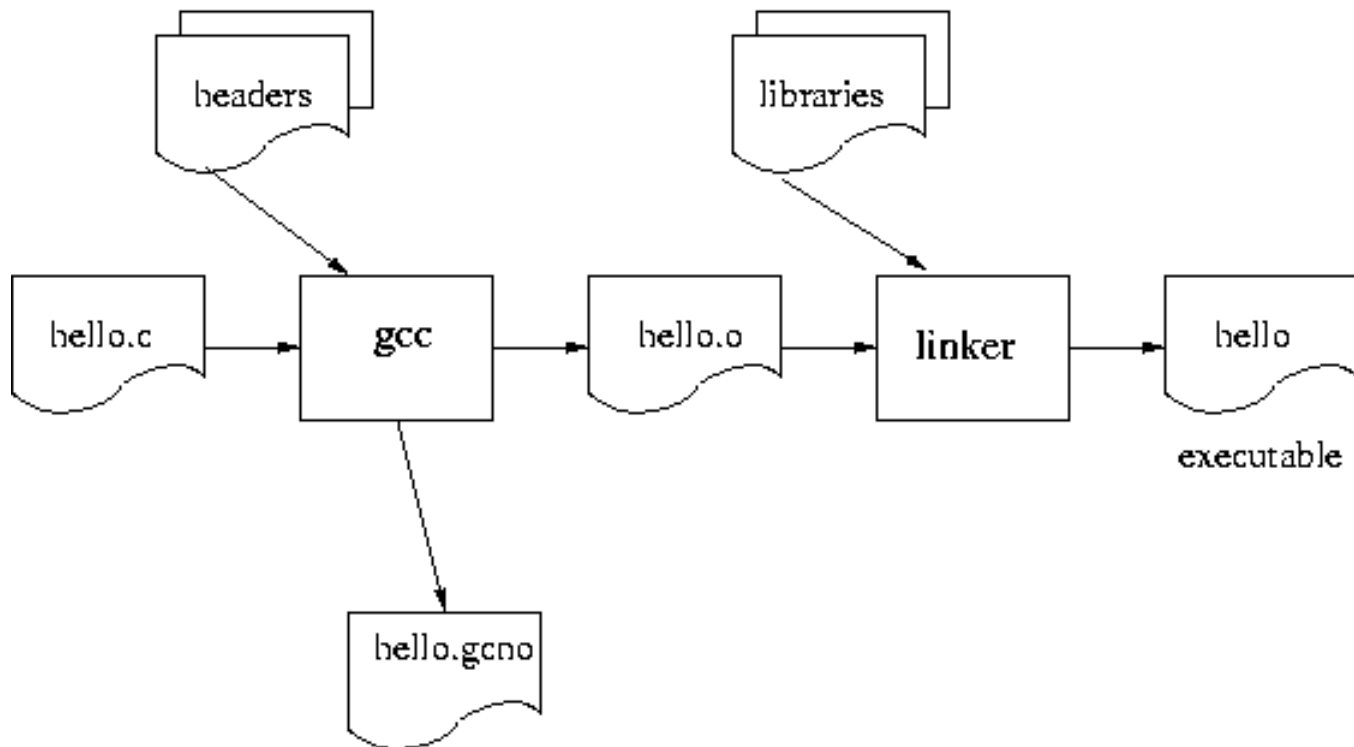 headers
libraries
hello.c
gcc
hello.o
linker
hello
executable
hello.gcno